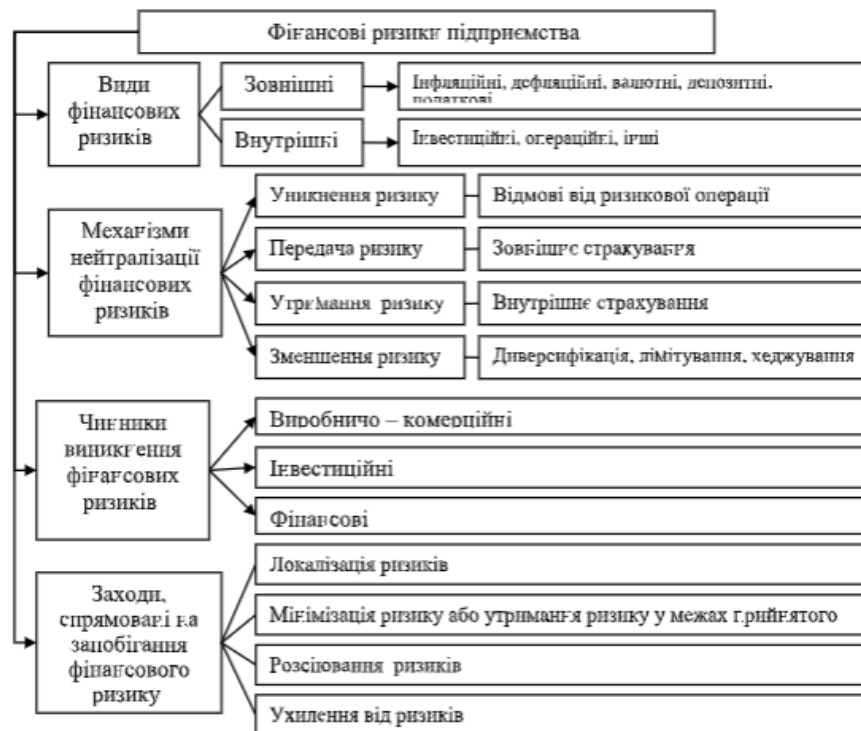 Фінансові ризики підприємства
Види
фінансових
ризиків
Зовнішні
Інфляційні, дефляційні, валютні, депозитні,
податкові
Внутрішні
Інвестиційні, операційні, інші
Механізми
нейтралізації
фінансових
ризиків
Уникнення ризику
Відмові від ризикової операції
Передача ризику
Зовнішнє страхування
Утримання ризику
Внутрішнє страхування
Зменшення ризику
Диверсифікація, лімітування, хеджування
Чинники
виникнення
фінансових
ризиків
Виробничо – комерційні
Інвестиційні
Фінансові
Заходи,
спрямовані на
запобігання
фінансового
ризику
Локалізація ризиків
Мінімізація ризику або утримання ризику у межах прийнятого
Розсіювання ризиків
Ухилення від ризиків